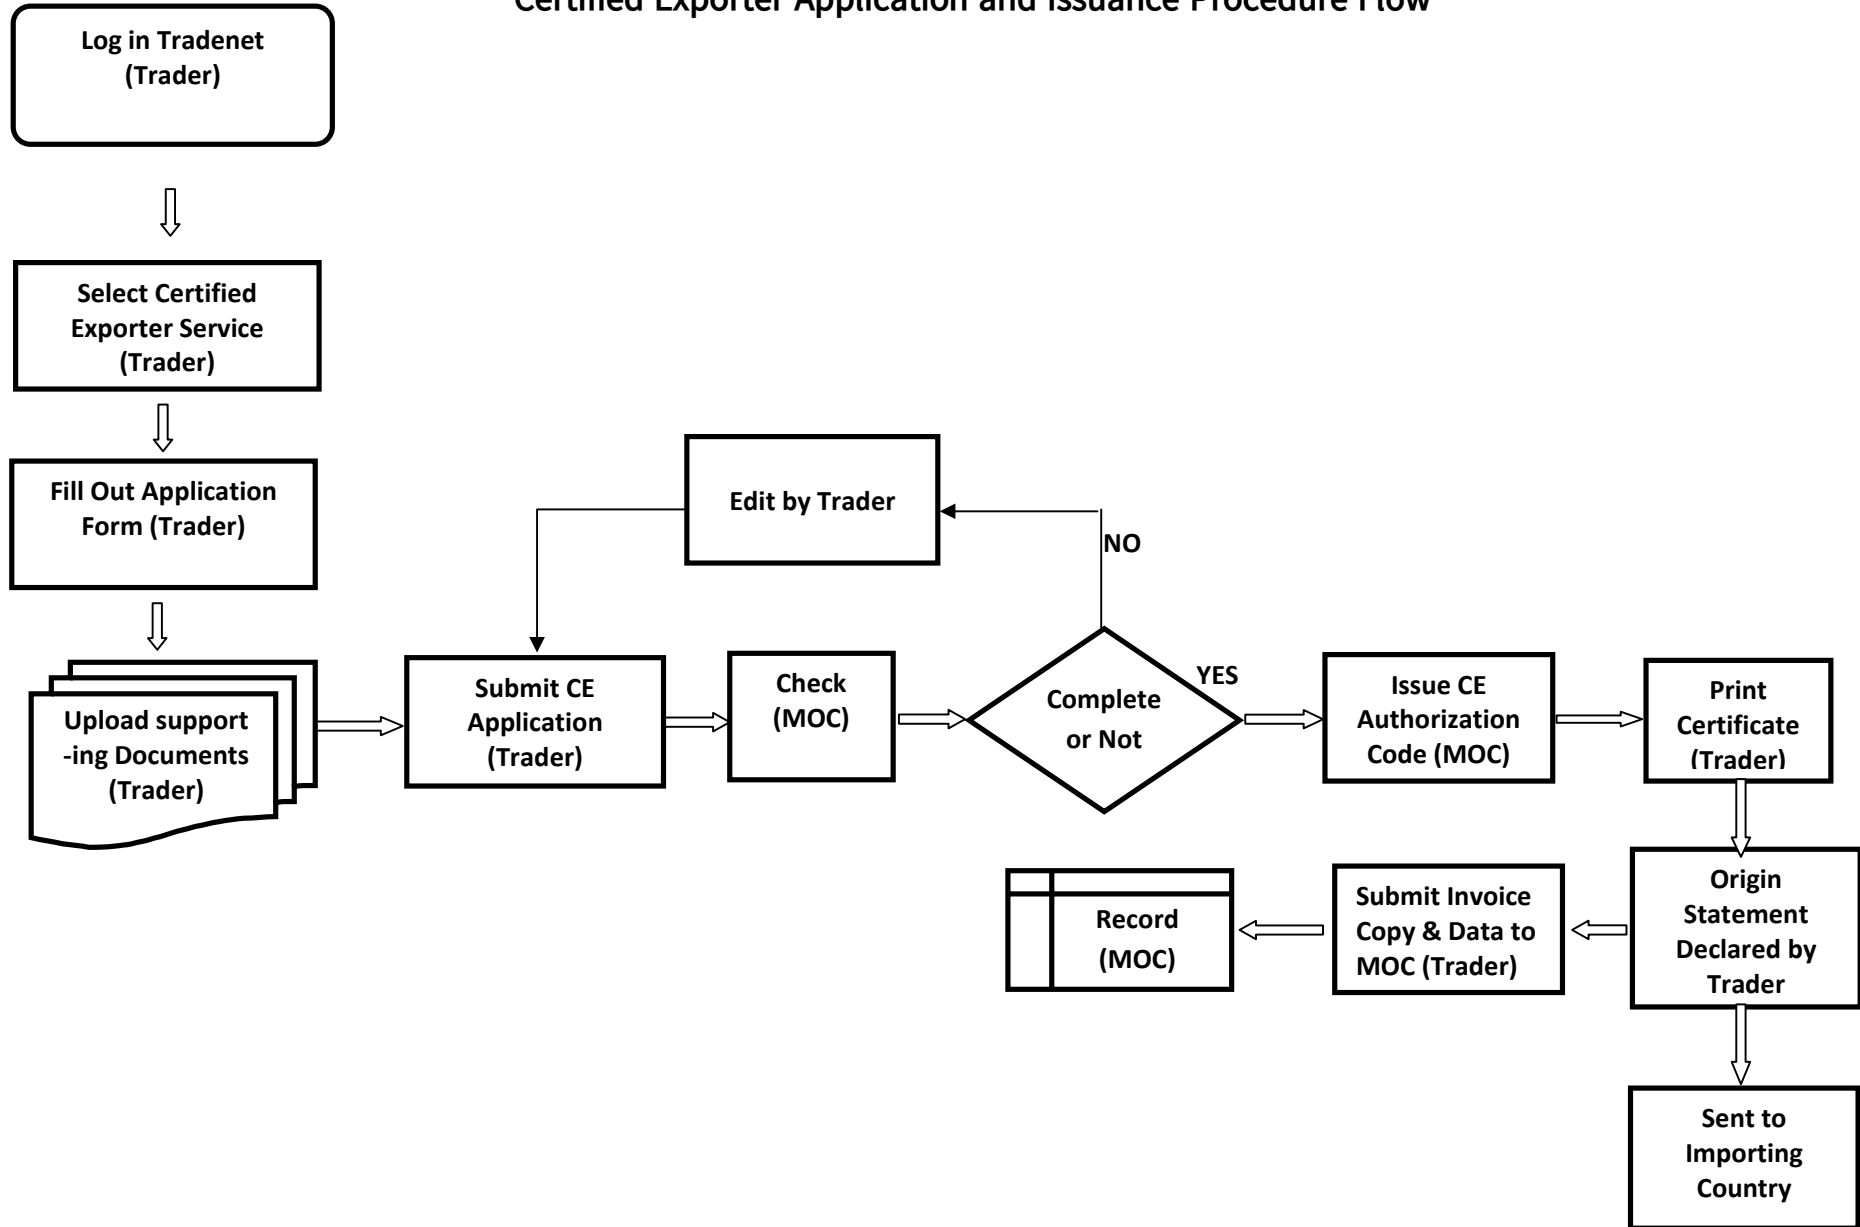 Certified Exporter Application and Issuance Procedure Flow
Log in Tradenet
(Trader)
Select Certified
Exporter Service
(Trader)
Fill Out Application
Form (Trader)
Upload support
-ing Documents
(Trader)
Edit by Trader
NO
Submit CE
Application
(Trader)
Check
(MOC)
Complete
or Not
YES
Issue CE
Authorization
Code (MOC)
Print
Certificate
(Trader)
Origin
Statement
Declared by
Trader
Submit Invoice
Copy & Data to
MOC (Trader)
Record
(MOC)
Sent to
Importing
Country